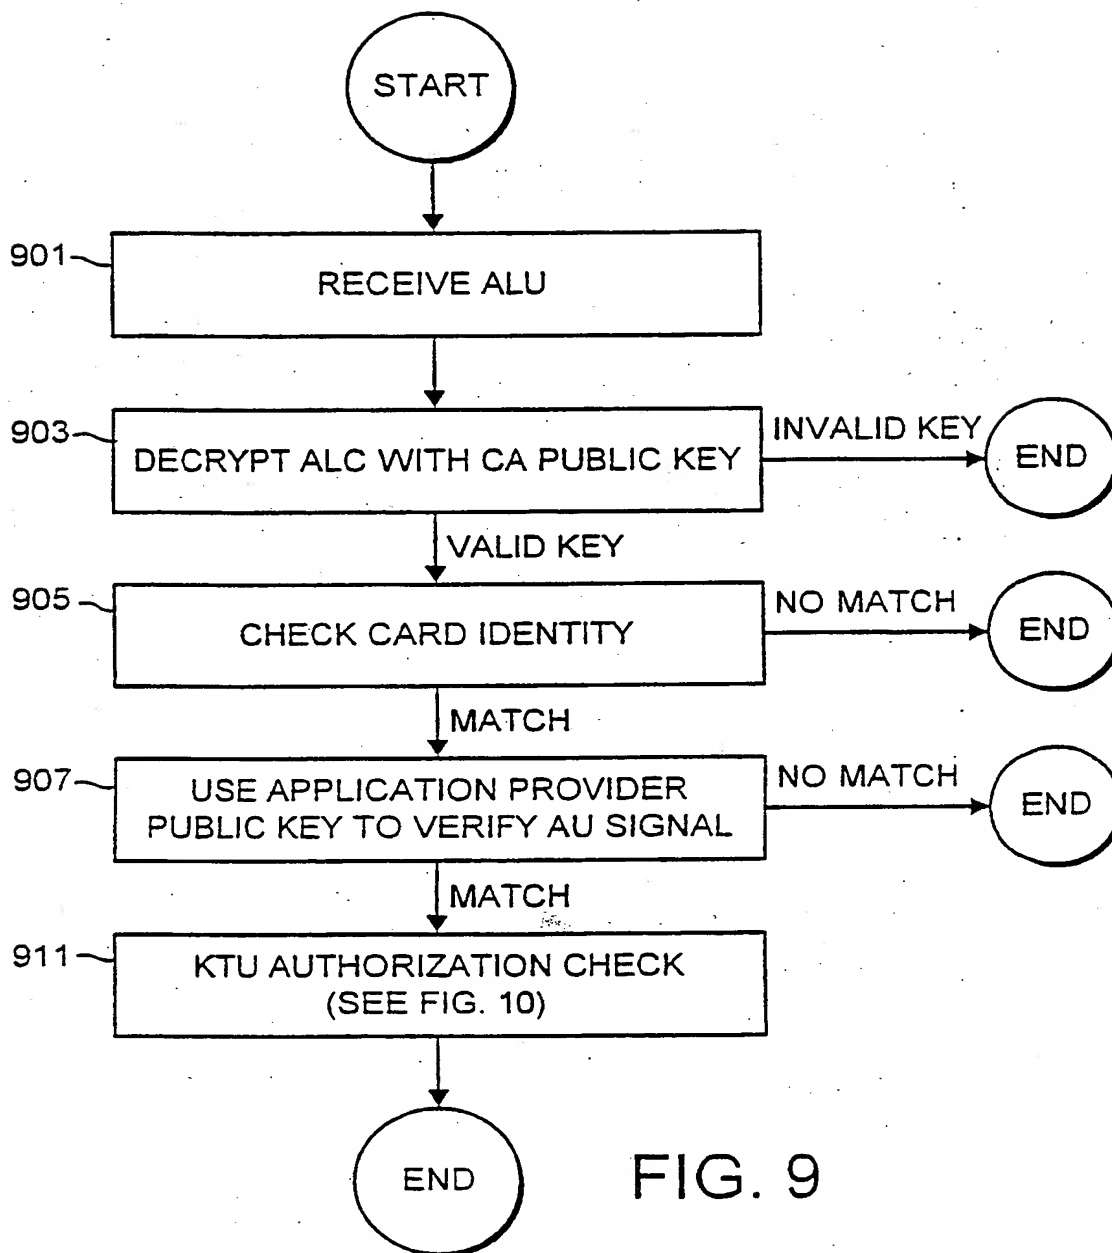 START
901
RECEIVE ALU
903
DECRYPT ALC WITH CA PUBLIC KEY
INVALID KEY
END
VALID KEY
905
CHECK CARD IDENTITY
NO MATCH
END
MATCH
907
USE APPLICATION PROVIDER
PUBLIC KEY TO VERIFY AU SIGNAL
NO MATCH
END
MATCH
911
KTU AUTHORIZATION CHECK
(SEE FIG. 10)
END
FIG. 9